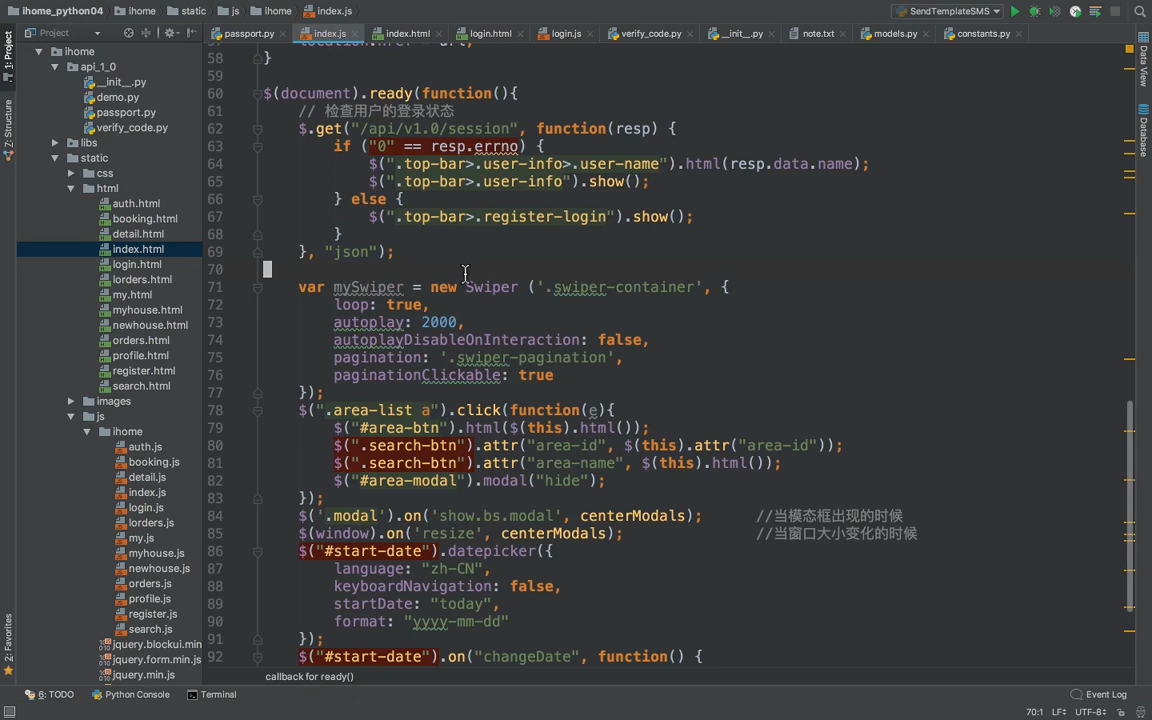 ihome_python04 ihome static js ihome index.js SendTemplateSMS
Project passport.py index.js index.html login.html login.js verify_code.py __init__.py note.txt models.py constants.py
1: Project
Z: Structure
2: Favorites
Data View
Database
ihome
api_1_0
__init__.py
demo.py
passport.py
verify_code.py
libs
static
css
html
auth.html
booking.html
detail.html
index.html
login.html
lorders.html
my.html
myhouse.html
newhouse.html
orders.html
profile.html
register.html
search.html
images
js
ihome
auth.js
booking.js
detail.js
index.js
login.js
lorders.js
my.js
myhouse.js
newhouse.js
orders.js
profile.js
register.js
search.js
jquery.blockui.min
jquery.form.min.js
jquery.min.js
58 }
59
60 $(document).ready(function(){
61 // 检查用户的登录状态
62 $.get("/api/v1.0/session", function(resp) {
63 if ("0" == resp.errno) {
64 $(".top-bar>.user-info>.user-name").html(resp.data.name);
65 $(".top-bar>.user-info").show();
66 } else {
67 $(".top-bar>.register-login").show();
68 }
69 }, "json");
70
71 var mySwiper = new Swiper ('.swiper-container', {
72 loop: true,
73 autoplay: 2000,
74 autoplayDisableOnInteraction: false,
75 pagination: '.swiper-pagination',
76 paginationClickable: true
77 });
78 $(".area-list a").click(function(e){
79 $("#area-btn").html($(this).html());
80 $(".search-btn").attr("area-id", $(this).attr("area-id"));
81 $(".search-btn").attr("area-name", $(this).html());
82 $("#area-modal").modal("hide");
83 });
84 $('.modal').on('show.bs.modal', centerModals); //当模态框出现的时候
85 $(window).on('resize', centerModals); //当窗口大小变化的时候
86 $("#start-date").datepicker({
87 language: "zh-CN",
88 keyboardNavigation: false,
89 startDate: "today",
90 format: "yyyy-mm-dd"
91 });
92 $("#start-date").on("changeDate", function() {
callback for ready()
6: TODO Python Console Terminal Event Log
70:1 LF UTF-8